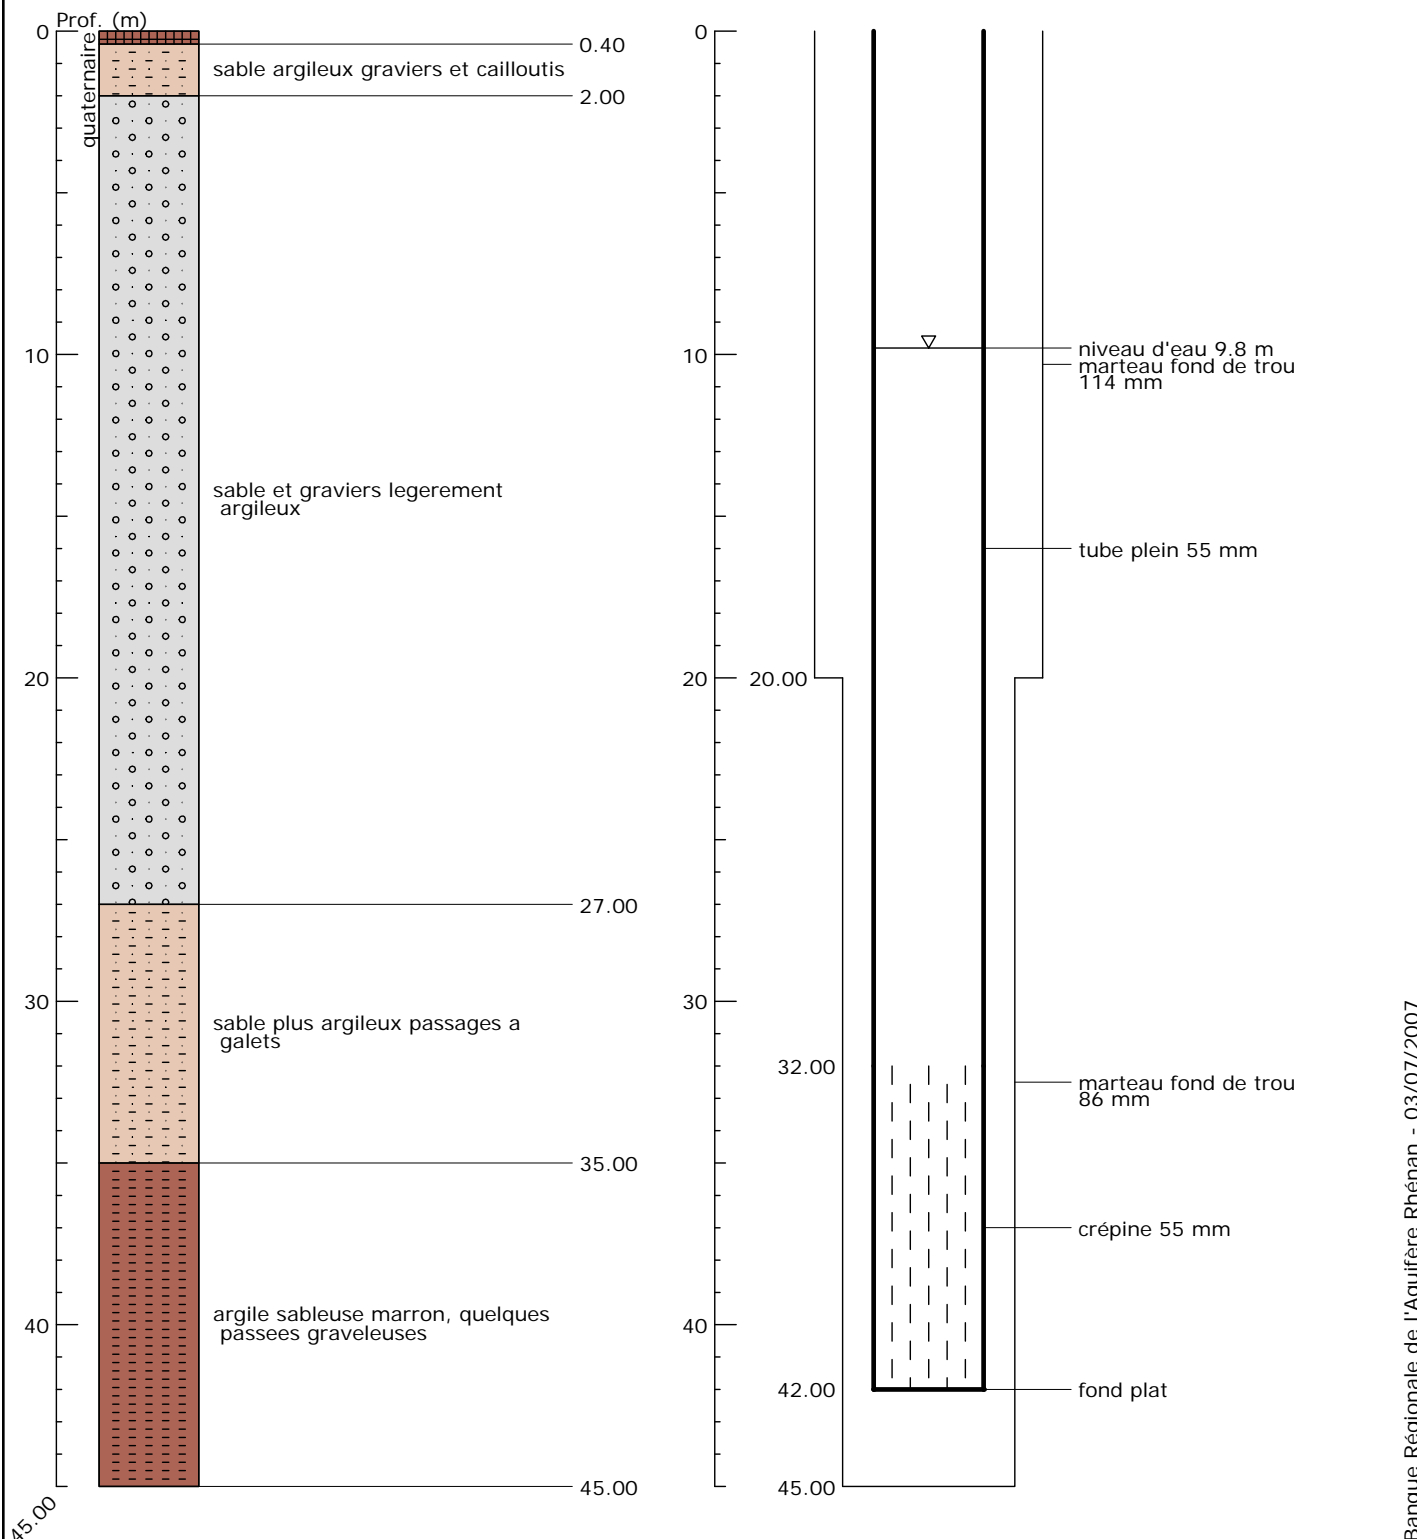 Prof. (m)
0
quaternaire
0.40
sable argileux graviers et cailloutis
2.00
10
sable et graviers legerement
argileux
20
27.00
30
sable plus argileux passages a
galets
35.00
40
argile sableuse marron, quelques
passees graveleuses
45.00
45.00
0
10
niveau d'eau 9.8 m
marteau fond de trou
114 mm
tube plein 55 mm
20
20.00
30
32.00
marteau fond de trou
86 mm
crépine 55 mm
40
42.00
fond plat
45.00
Banque Régionale de l'Aquifère Rhénan - 03/07/2007